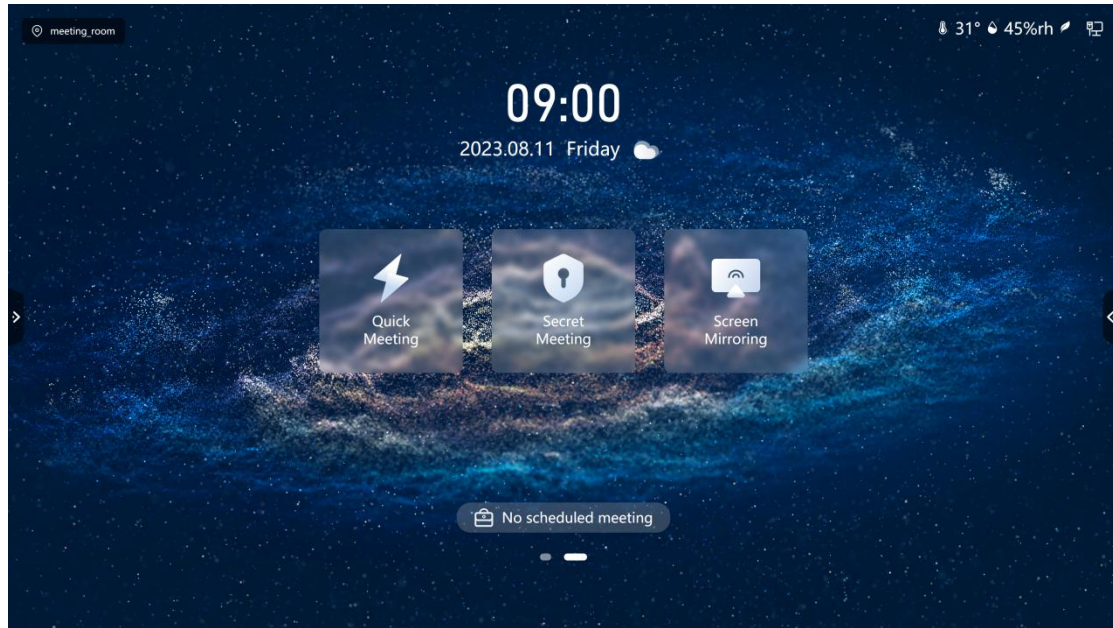 meeting_room
31° 45%rh
09:00
2023.08.11 Friday
Quick
Meeting
Secret
Meeting
Screen
Mirroring
No scheduled meeting